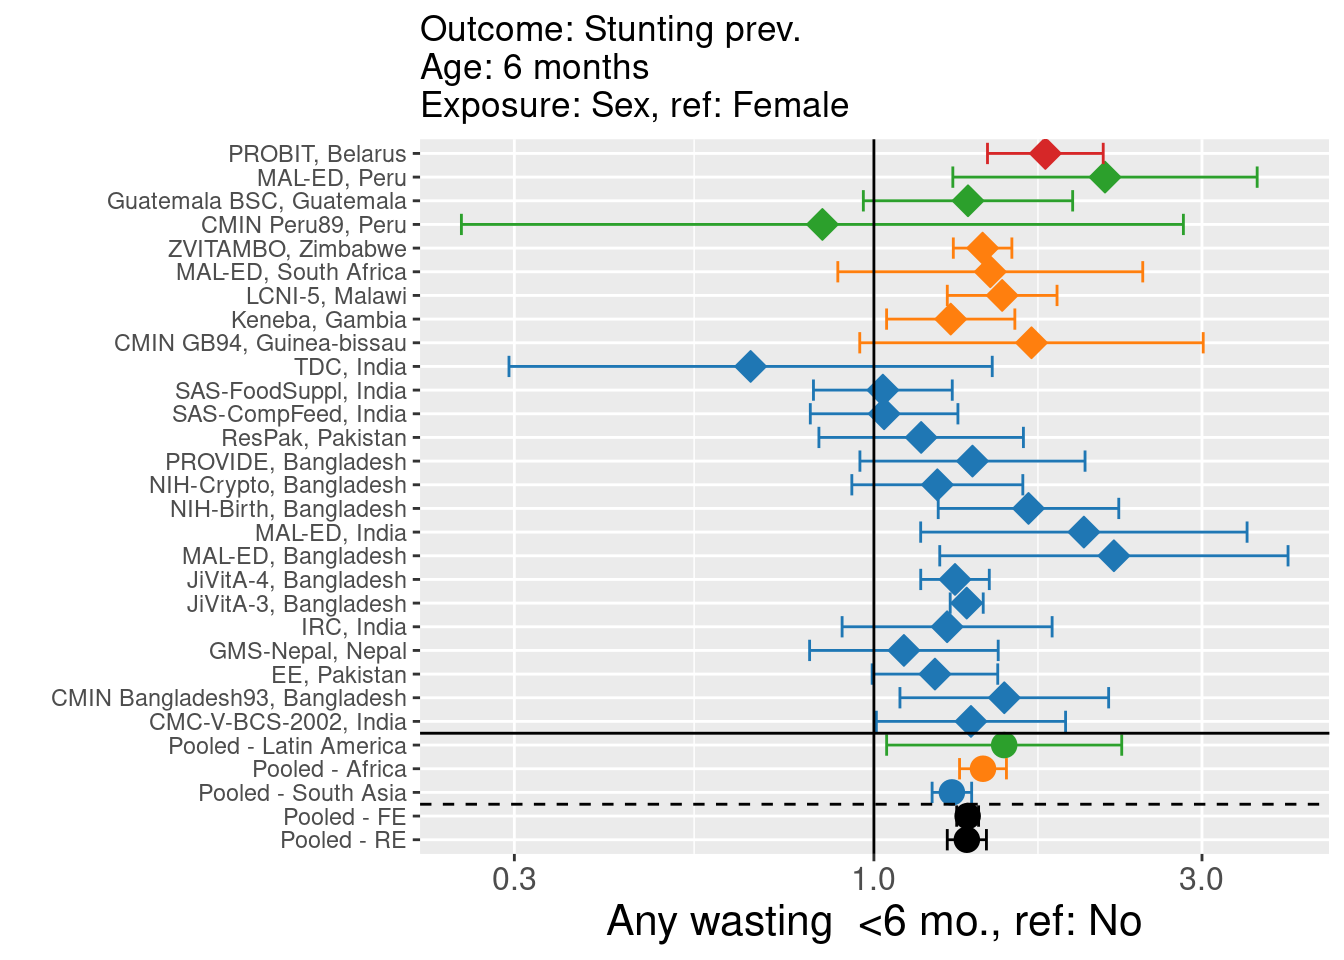 Outcome: Stunting prev.
Age: 6 months
Exposure: Sex, ref: Female
PROBIT, Belarus
MAL-ED, Peru
Guatemala BSC, Guatemala
CMIN Peru89, Peru
ZVITAMBO, Zimbabwe
MAL-ED, South Africa
LCNI-5, Malawi
Keneba, Gambia
CMIN GB94, Guinea-bissau
TDC, India
SAS-FoodSuppl, India
SAS-CompFeed, India
ResPak, Pakistan
PROVIDE, Bangladesh
NIH-Crypto, Bangladesh
NIH-Birth, Bangladesh
MAL-ED, India
MAL-ED, Bangladesh
JiVitA-4, Bangladesh
JiVitA-3, Bangladesh
IRC, India
GMS-Nepal, Nepal
EE, Pakistan
CMIN Bangladesh93, Bangladesh
CMC-V-BCS-2002, India
Pooled - Latin America
Pooled - Africa
Pooled - South Asia
Pooled - FE
Pooled - RE
0.3 1.0 3.0
Any wasting  <6 mo., ref: No